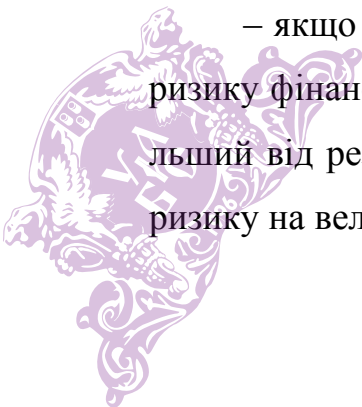 – якщо
ризику фінан
льший від ре
ризику на вел